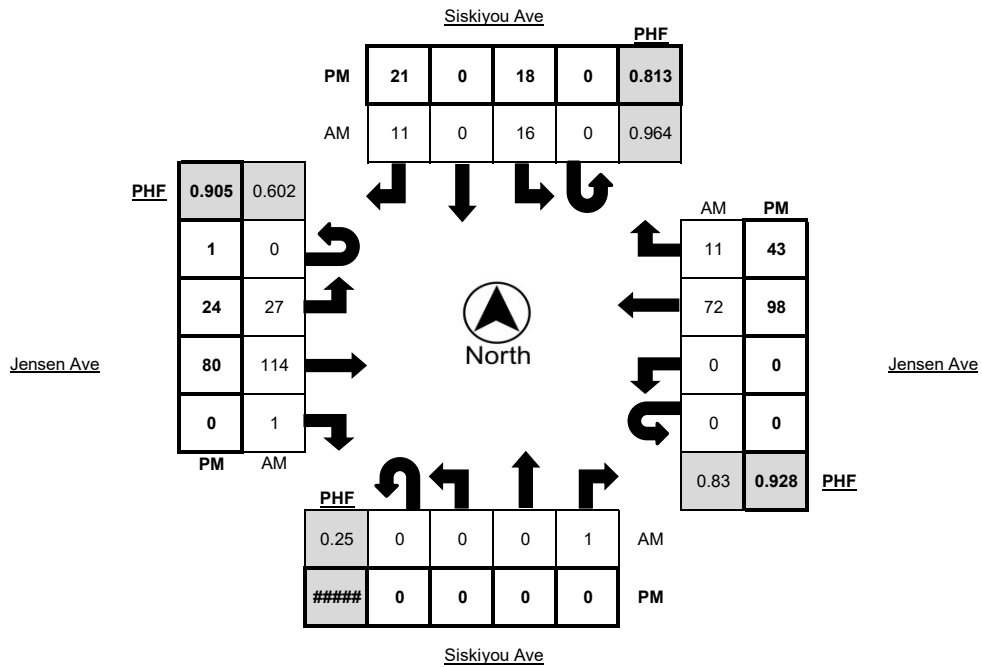 Siskiyou Ave
PHF
PM 21 0 18 0 0.813
AM 11 0 16 0 0.964
PHF 0.905 0.602
AM PM
1 0
11 43
24 27
72 98
North
Jensen Ave 80 114
0 0 Jensen Ave
0 1
0 0
PM AM
0.83 0.928 PHF
PHF
0.25 0 0 0 1 AM
##### 0 0 0 0 PM
Siskiyou Ave